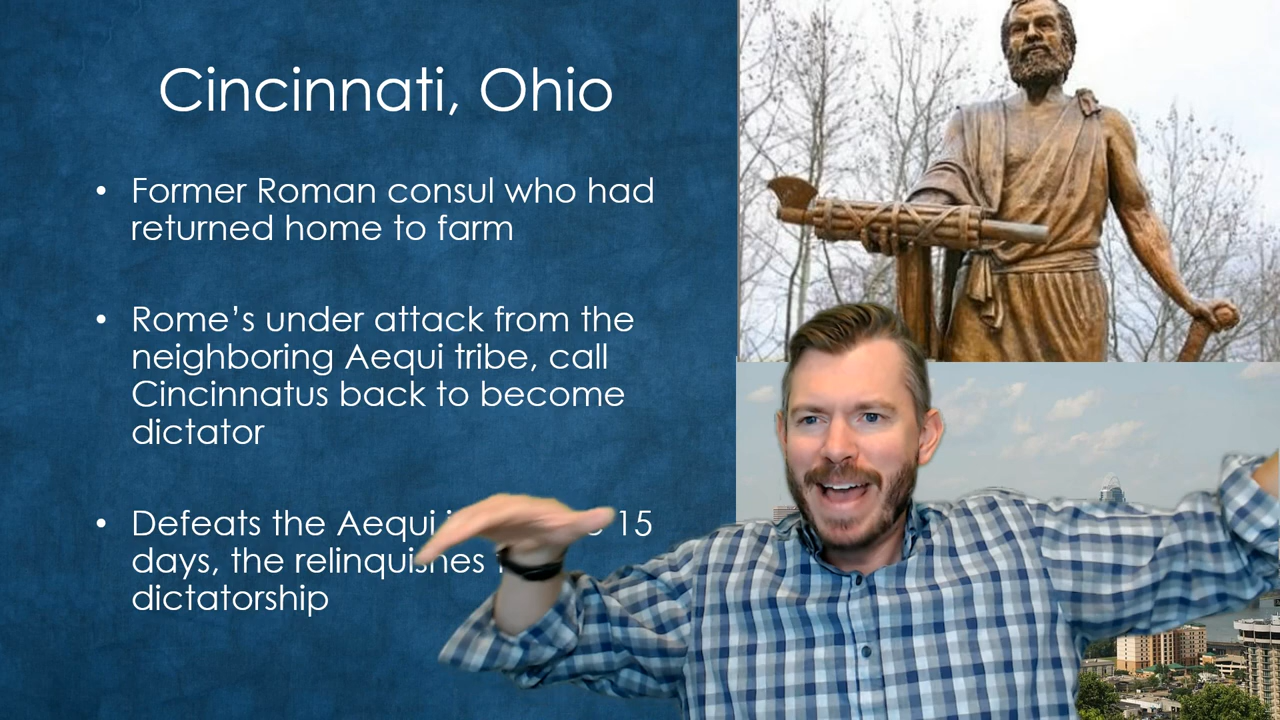 Cincinnati, Ohio
• Former Roman consul who had
returned home to farm
• Rome’s under attack from the
neighboring Aequi tribe, call
Cincinnatus back to become
dictator
• Defeats the Aequi 15
days, the relinquishes
dictatorship